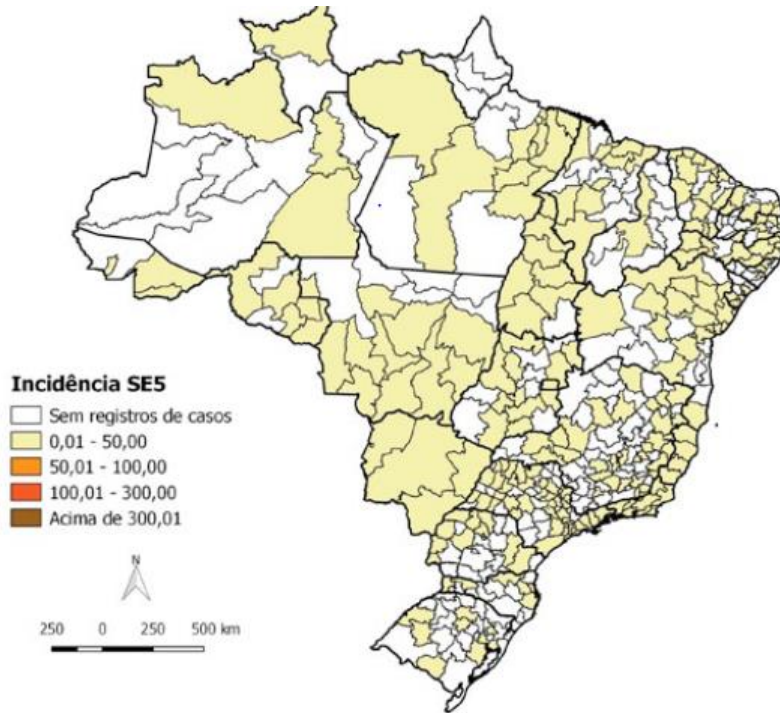 Incidência SE5
Sem registros de casos
0,01 - 50,00
50,01 - 100,00
100,01 - 300,00
Acima de 300,01
N
250 0 250 500 km